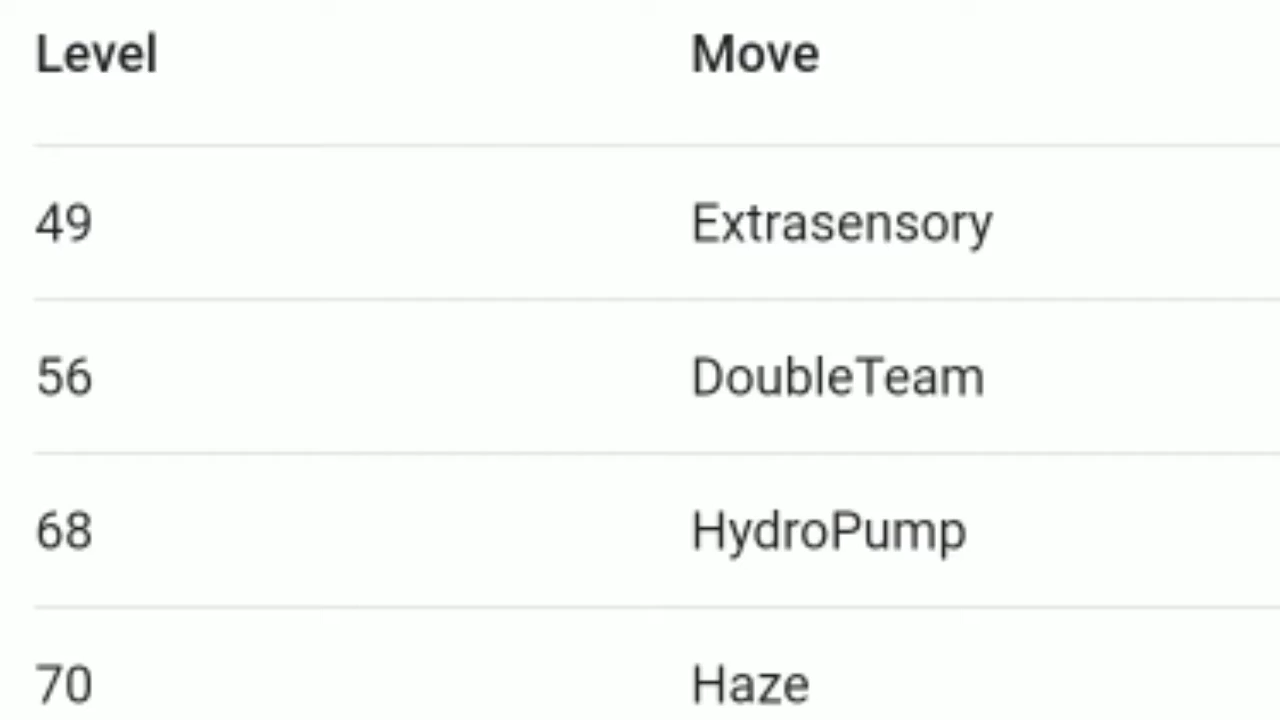 Level Move
49 Extrasensory
56 DoubleTeam
68 HydroPump
70 Haze